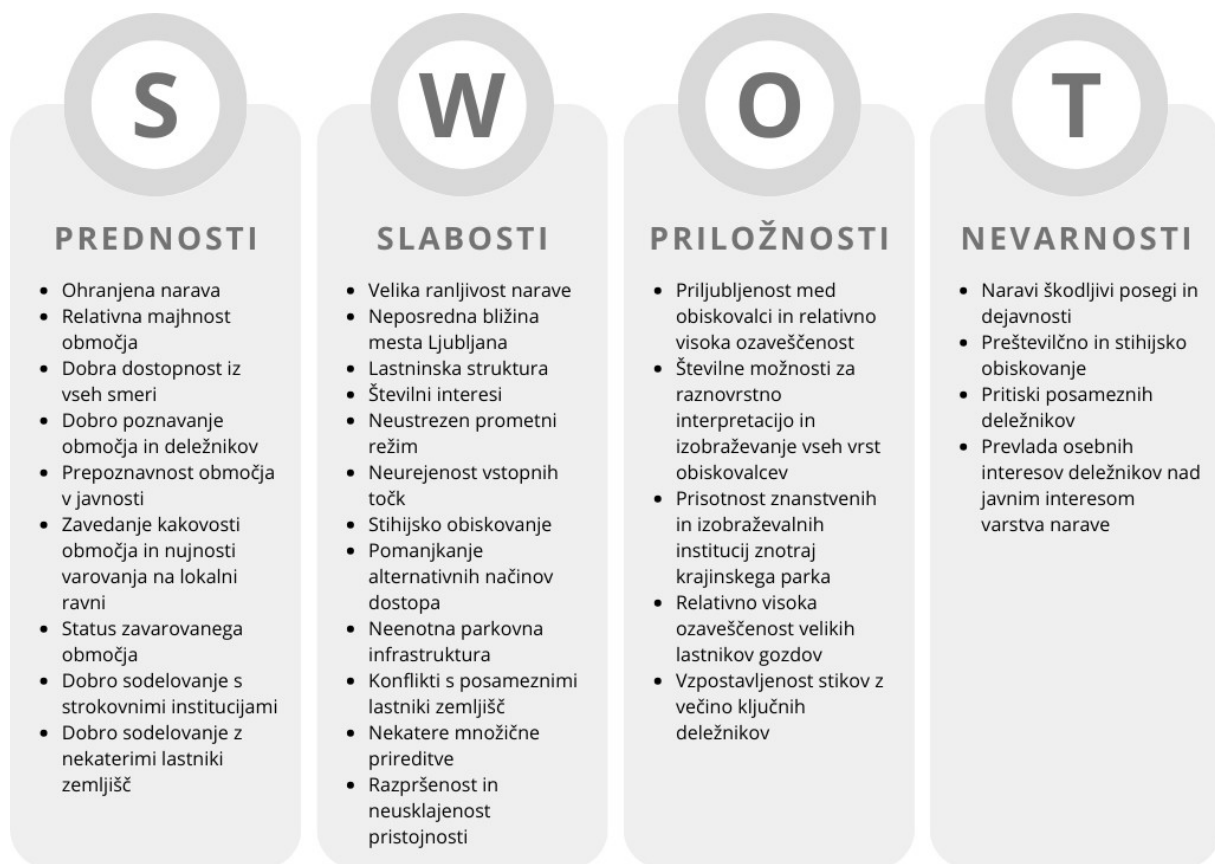 S
PREDNOSTI
• Ohranjena narava
• Relativna majhnost
območja
• Dobra dostopnost iz
vseh smeri
• Dobro poznavanje
območja in deležnikov
• Prepoznavnost območja
v javnosti
• Zavedanje kakovosti
območja in nujnosti
varovanja na lokalni
ravni
• Status zavarovanega
območja
• Dobro sodelovanje s
strokovnimi institucijami
• Dobro sodelovanje z
nekaterimi lastniki
zemljišč
W
SLABOSTI
• Velika ranljivost narave
• Neposredna bližina
mesta Ljubljana
• Lastninska struktura
• Številni interesi
• Neustrezen prometni
režim
• Neurejenost vstopnih
točk
• Stihijsko obiskovanje
• Pomanjkanje
alternativnih načinov
dostopa
• Neenotna parkovna
infrastruktura
• Konflikti s posameznimi
lastniki zemljišč
• Nekatere množične
prireditve
• Razpršenost in
neusklajenost
pristojnosti
O
PRILOŽNOSTI
• Priljubljenost med
obiskovalci in relativno
visoka ozaveščenost
• Številne možnosti za
raznovrstno
interpretacijo in
izobraževanje vseh vrst
obiskovalcev
• Prisotnost znanstvenih
in izobraževalnih
institucij znotraj
krajinskega parka
• Relativno visoka
ozaveščenost velikih
lastnikov gozdov
• Vzpostavljenost stikov z
večino ključnih
deležnikov
T
NEVARNOSTI
• Naravi škodljivi posegi in
dejavnosti
• Preštevilčno in stihijsko
obiskovanje
• Pritiski posameznih
deležnikov
• Prevlada osebnih
interesov deležnikov nad
javnim interesom
varstva narave